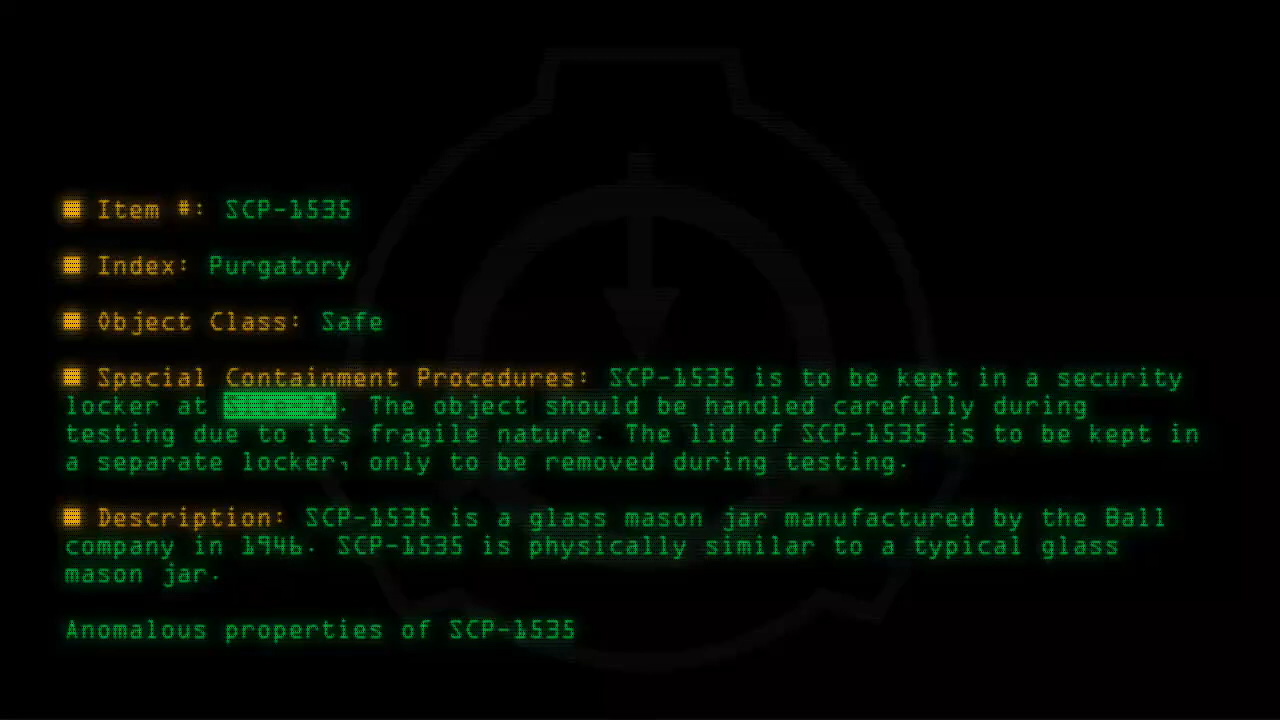 Item #: SCP-1535
Index: Purgatory
Object Class: Safe
Special Containment Procedures: SCP-1535 is to be kept in a security
locker at . The object should be handled carefully during
testing due to its fragile nature. The lid of SCP-1535 is to be kept in
a separate locker, only to be removed during testing.
Description: SCP-1535 is a glass mason jar manufactured by the Ball
company in 1946. SCP-1535 is physically similar to a typical glass
mason jar.
Anomalous properties of SCP-1535